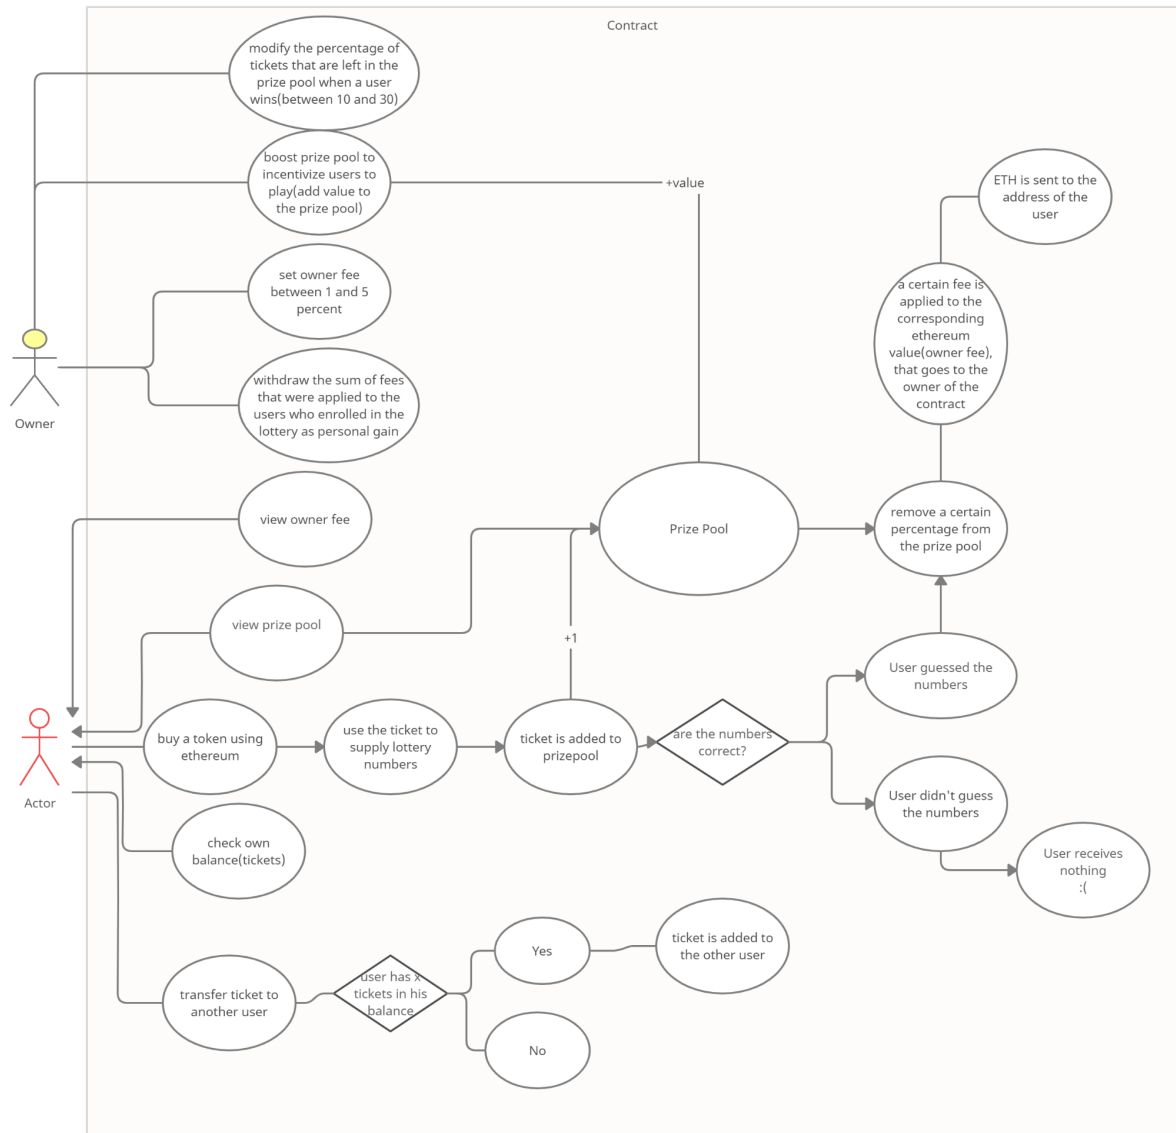 Contract
modify the percentage of
tickets that are left in the
prize pool when a user
wins(between 10 and 30)
boost prize pool to
incentivize users to
play(add value to
the prize pool)
+value
ETH is sent to the
address of the
user
set owner fee
between 1 and 5
percent
a certain fee is
applied to the
corresponding
ethereum
value(owner fee),
that goes to the
owner of the
contract
Owner
withdraw the sum of fees
that were applied to the
users who enrolled in the
lottery as personal gain
view owner fee
Prize Pool
remove a certain
percentage from
the prize pool
view prize pool
+1
User guessed the
numbers
Actor
buy a token using
ethereum
use the ticket to
supply lottery
numbers
ticket is added to
prizepool
are the numbers
correct?
User didn't guess
the numbers
User receives
nothing
:(
check own
balance(tickets)
transfer ticket to
another user
user has x
tickets in his
balance
Yes
ticket is added to
the other user
No